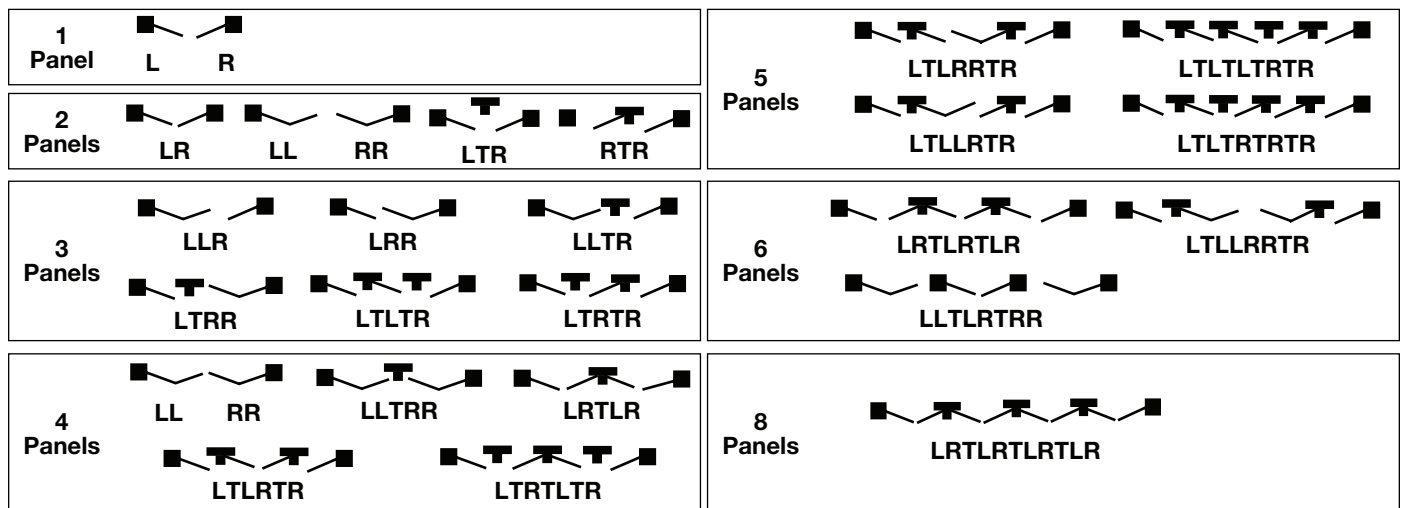 1
Panel
L R
2
Panels
LR LL RR LTR RTR
3
Panels
LLR LRR LLTR
LTRR LTLTR LTRTR
4
Panels
LL RR LLTRR LRTLR
LTLRTR LTRTLTR
5
Panels
LTLRRTR LTLTLTRTR
LTLLRTR LTLTRTRTR
6
Panels
LRTLRTLR LTLLRRTR
LLTLRTRR
8
Panels
LRTLRTLRTLR